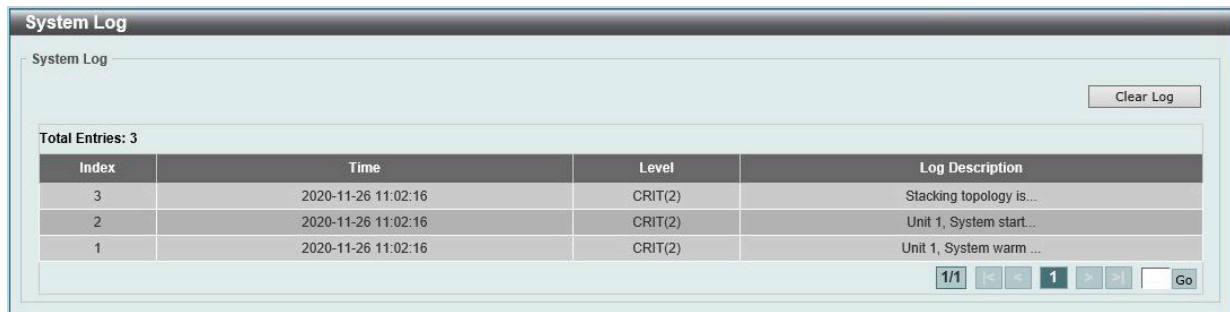 System Log
System Log
Clear Log
Total Entries: 3
Index Time Level Log Description
3 2020-11-26 11:02:16 CRIT(2) Stacking topology is...
2 2020-11-26 11:02:16 CRIT(2) Unit 1, System start...
1 2020-11-26 11:02:16 CRIT(2) Unit 1, System warm ...
1/1 |< < 1 > >| Go